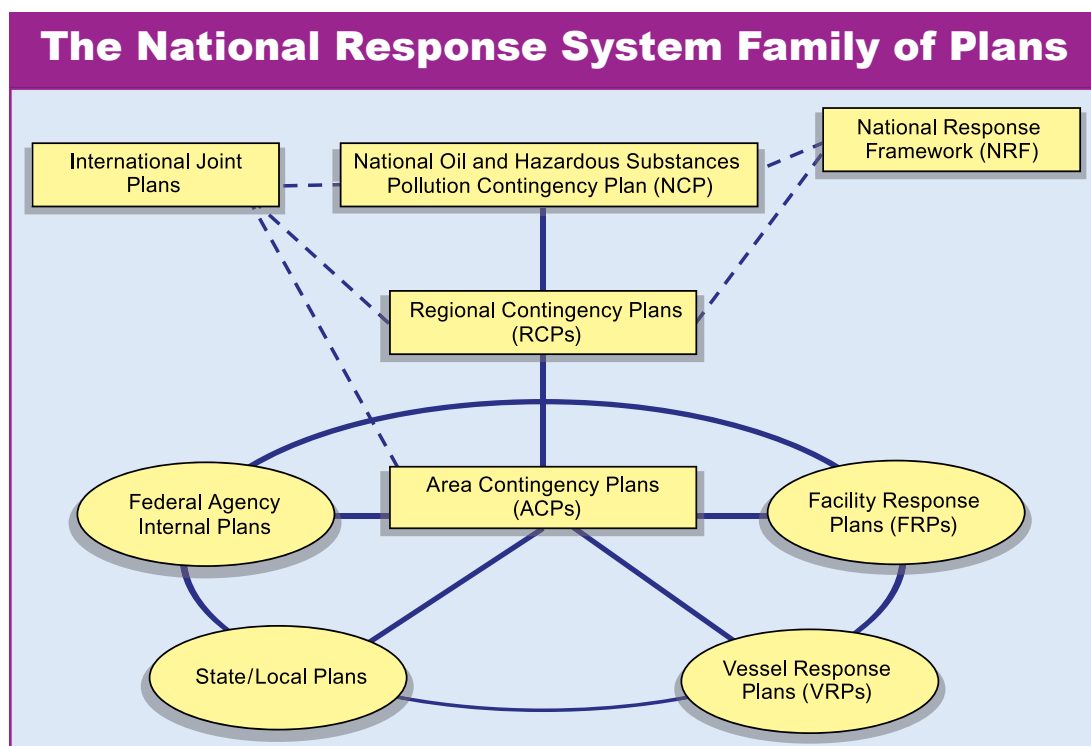 The National Response System Family of Plans
International Joint
Plans
National Oil and Hazardous Substances
Pollution Contingency Plan (NCP)
National Response
Framework (NRF)
Regional Contingency Plans
(RCPs)
Federal Agency
Internal Plans
Area Contingency Plans
(ACPs)
Facility Response
Plans (FRPs)
State/Local Plans
Vessel Response
Plans (VRPs)